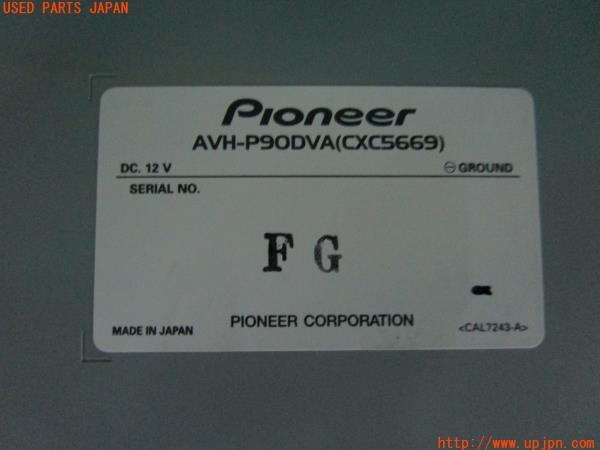 USED PARTS JAPAN
Pioneer
AVH-P90DVA(CXC5669)
DC. 12 V ⊖ GROUND
SERIAL NO.
F G
MADE IN JAPAN PIONEER CORPORATION <CAL7243-A>
http://www.upjpn.com